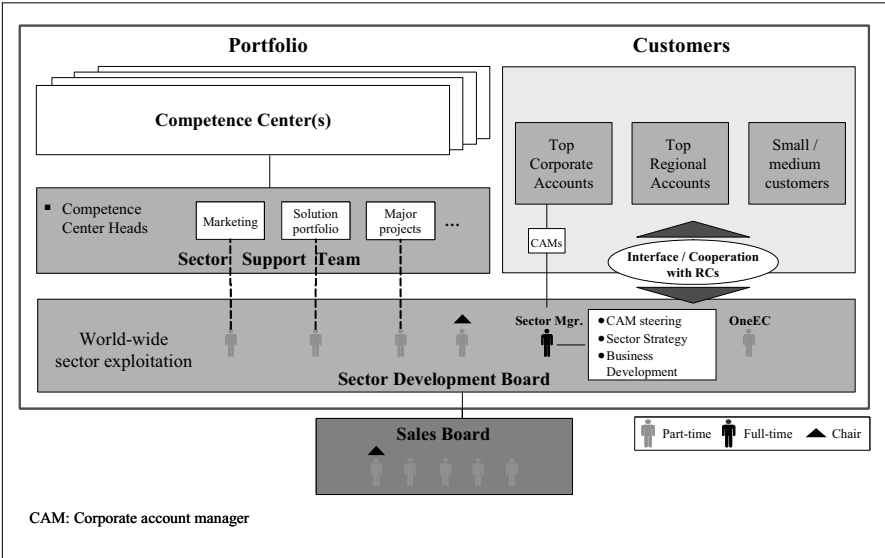 Portfolio
Customers
Competence Center(s)
Top
Corporate
Accounts
Top
Regional
Accounts
Small /
medium
customers
▪ Competence
Center Heads
Marketing
Solution
portfolio
Major
projects
...
Sector Support Team
CAMs
Interface / Cooperation
with RCs
World-wide
sector exploitation
Sector Mgr.
●CAM steering
●Sector Strategy
●Business
Development
OneEC
Sector Development Board
Sales Board
Part-time
Full-time
Chair
CAM: Corporate account manager